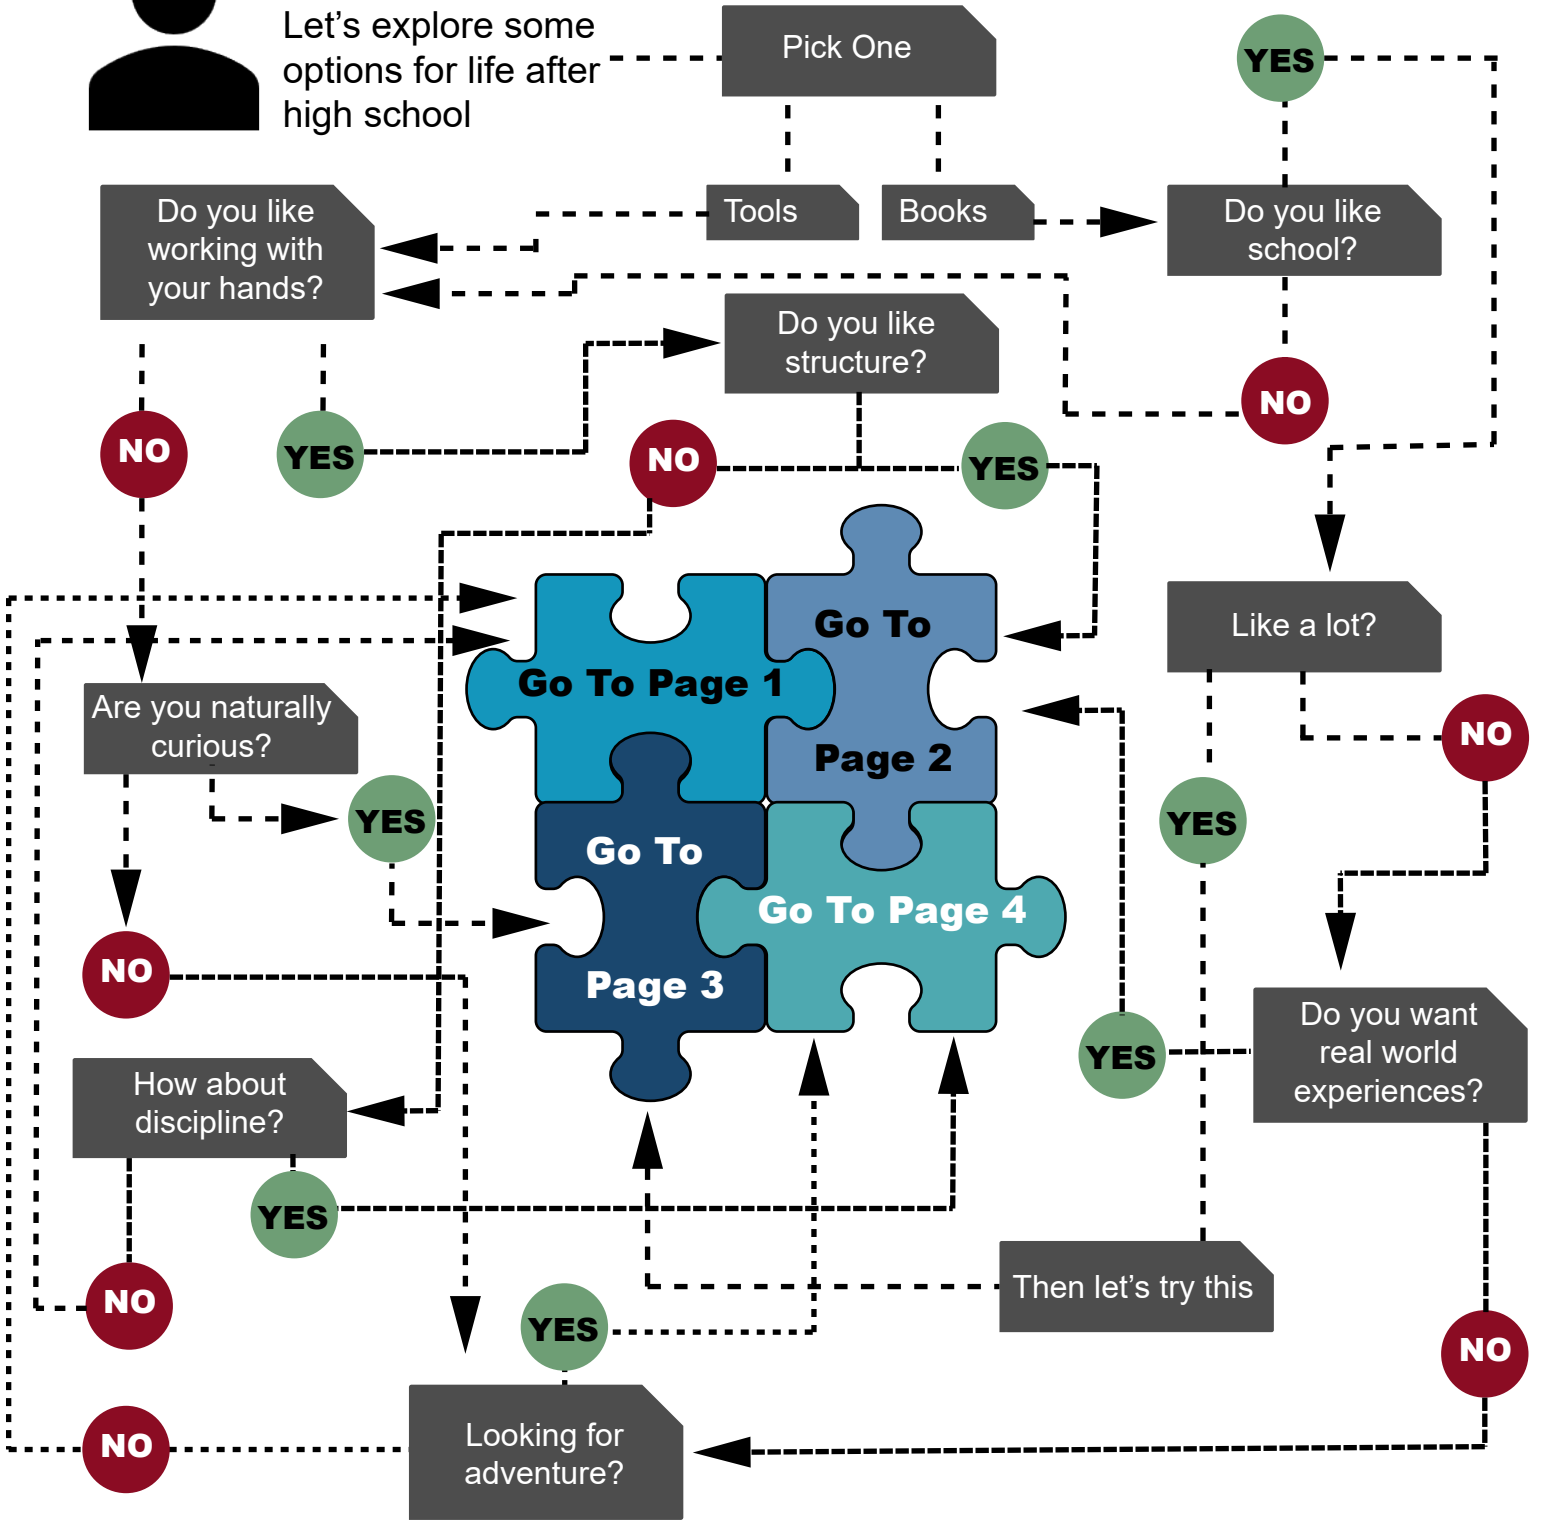 Let’s explore some
options for life after
high school
Pick One
YES
Tools
Books
Do you like
working with
your hands?
Do you like
school?
Do you like
structure?
NO
YES
NO
YES
NO
Go To
Page 2
Go To Page 1
Like a lot?
Are you naturally
curious?
NO
YES
YES
Go To
Page 3
Go To Page 4
NO
Do you want
real world
experiences?
YES
How about
discipline?
YES
NO
Then let’s try this
YES
NO
NO
Looking for
adventure?